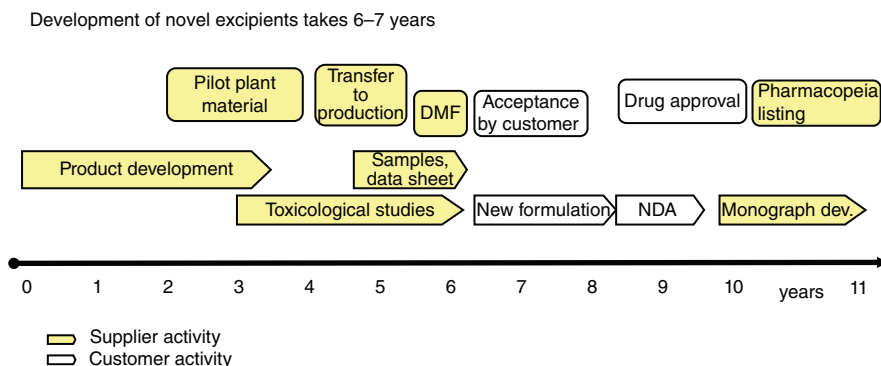 Development of novel excipients takes 6–7 years
Pilot plant
material
Transfer
to
production
DMF
Acceptance
by customer
Drug approval
Pharmacopeia
listing
Product development
Samples,
data sheet
Toxicological studies
New formulation
NDA
Monograph dev.
0 1 2 3 4 5 6 7 8 9 10 years 11
Supplier activity
Customer activity